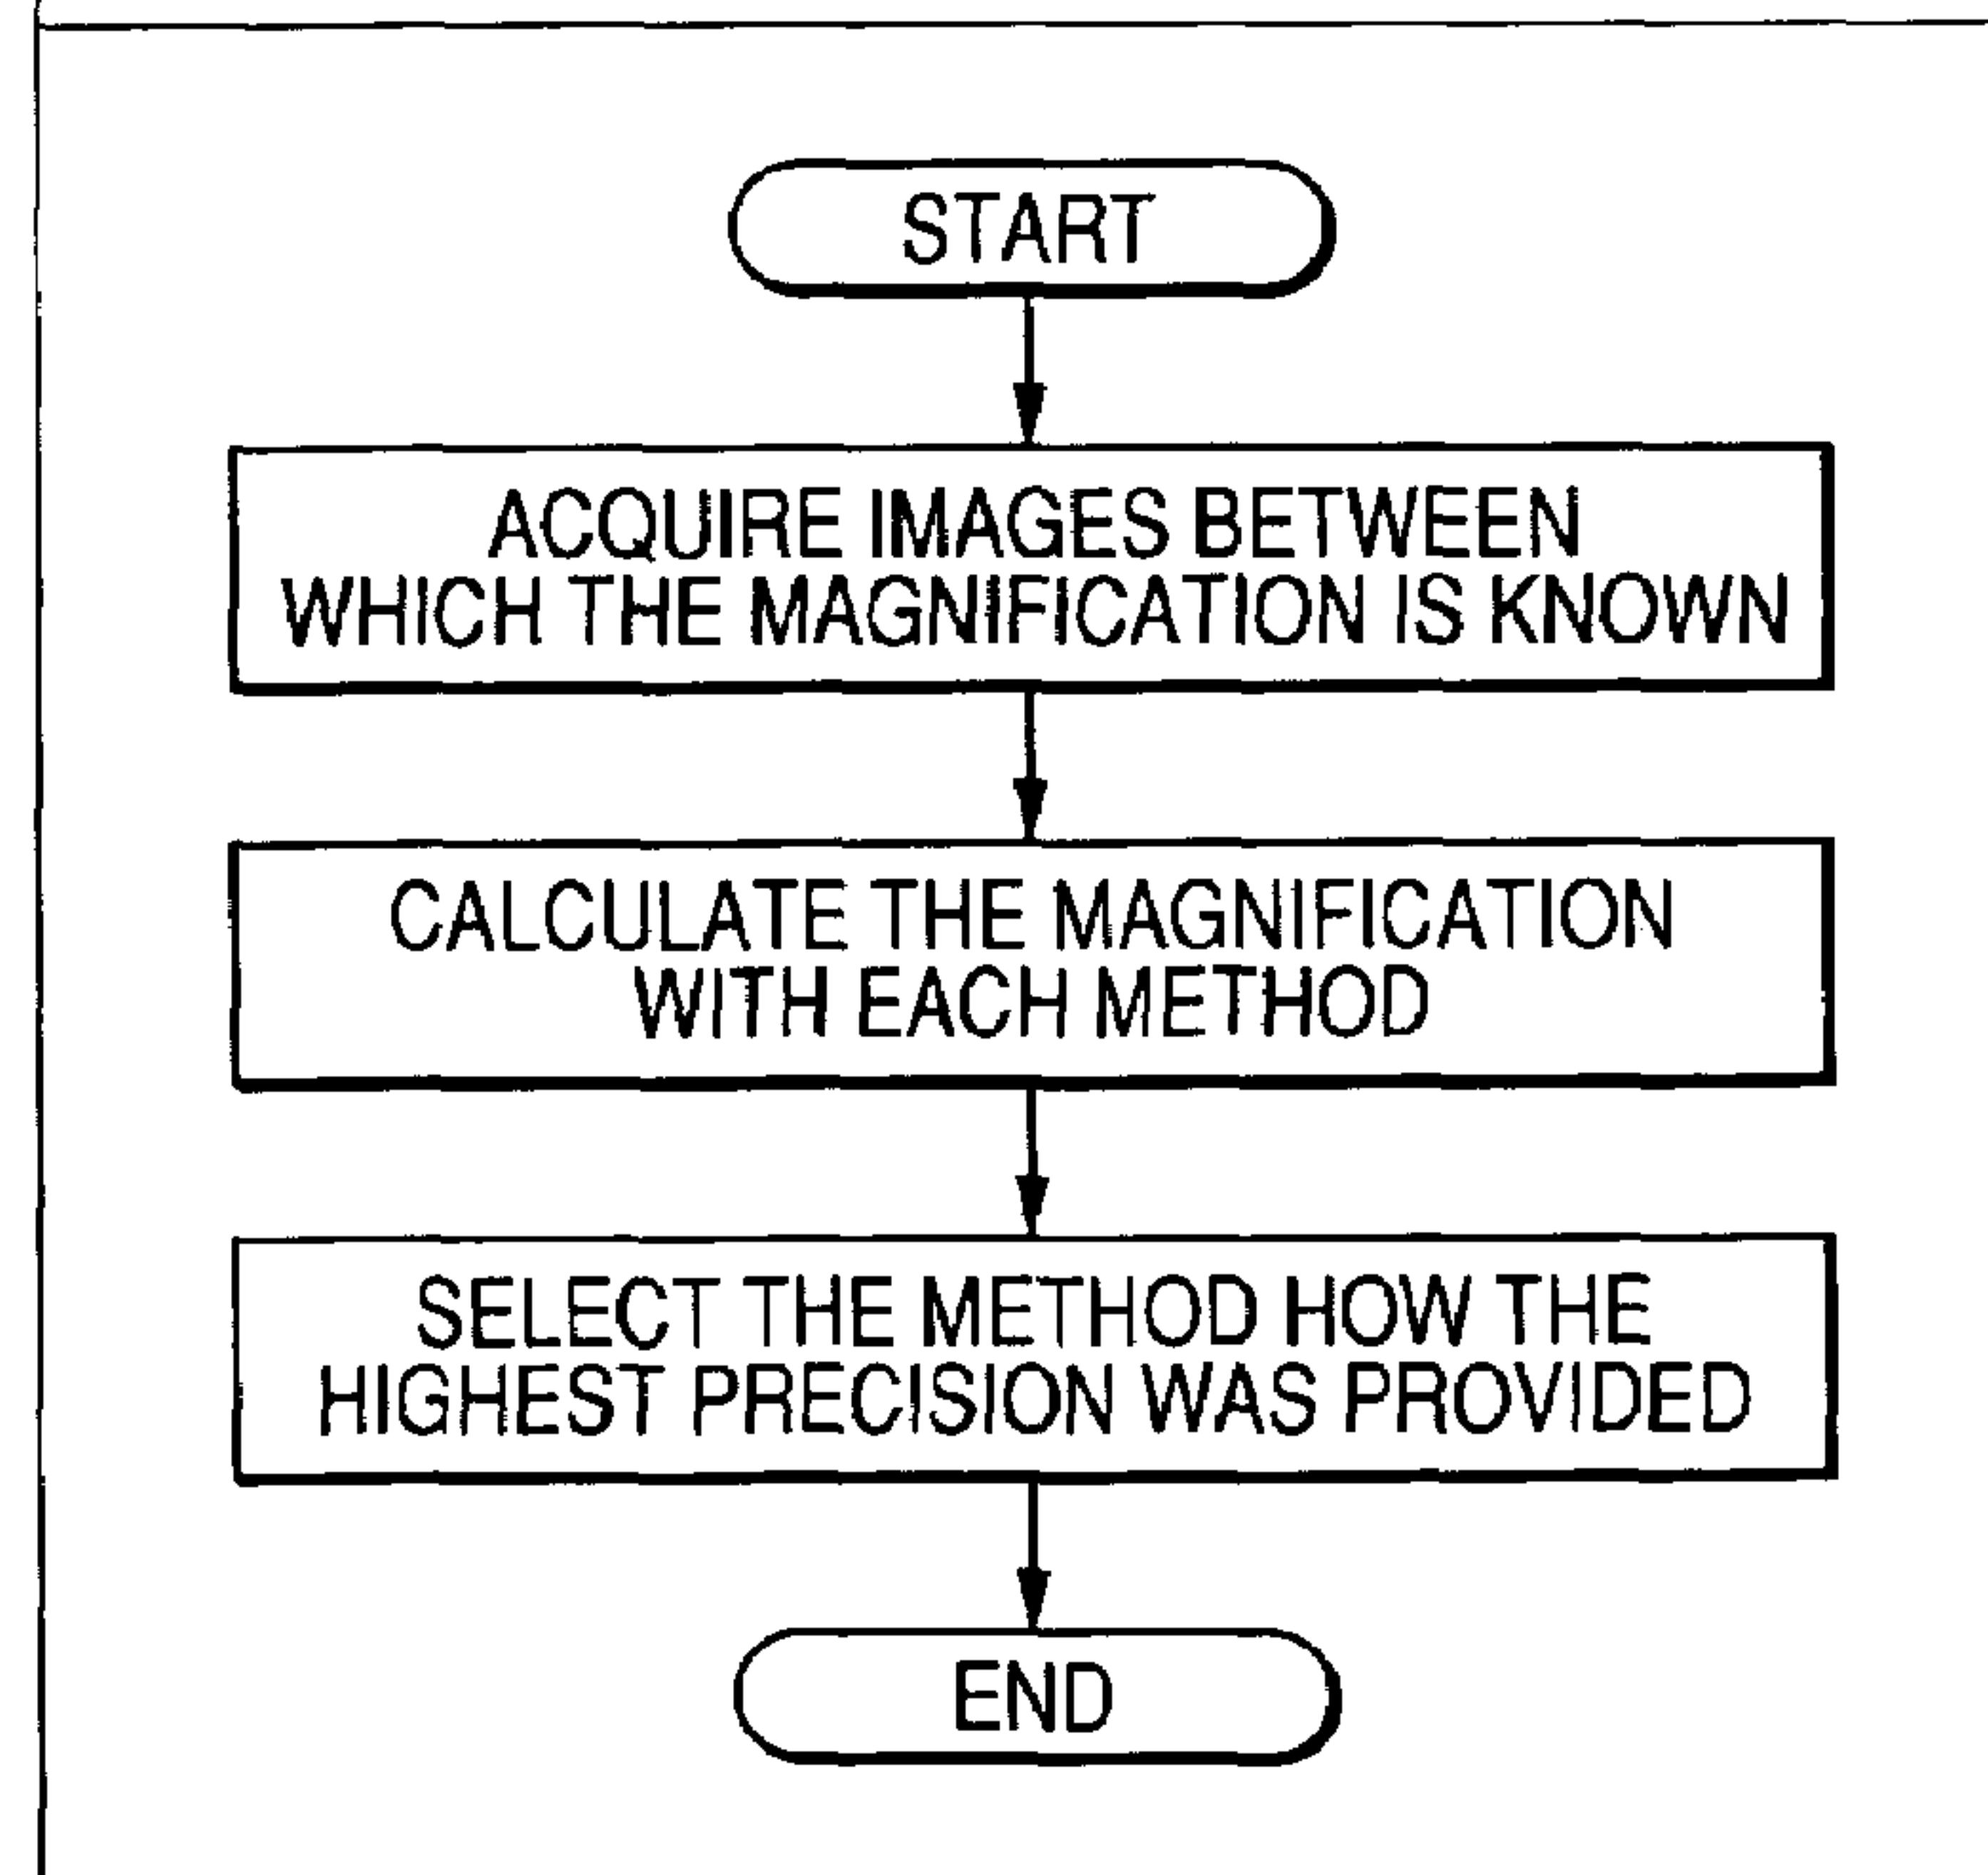 START
ACQUIRE IMAGES BETWEEN
WHICH THE MAGNIFICATION IS KNOWN
CALCULATE THE MAGNIFICATION
WITH EACH METHOD
SELECT THE METHOD HOW THE
HIGHEST PRECISION WAS PROVIDED
END